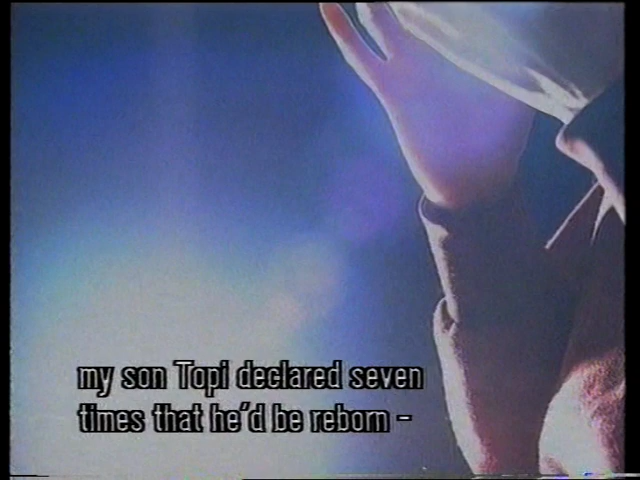 my son Topi declared seven
times that he'd be reborn -